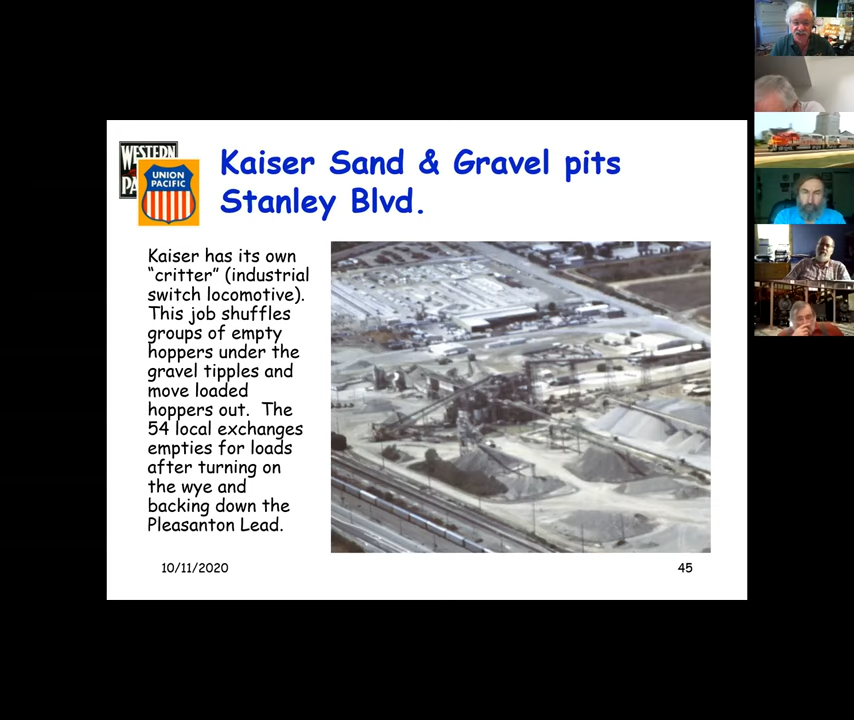 WESTERN
PA
UNION
PACIFIC
Kaiser Sand & Gravel pits
Stanley Blvd.
Kaiser has its own
“critter” (industrial
switch locomotive).
This job shuffles
groups of empty
hoppers under the
gravel tipples and
move loaded
hoppers out.  The
54 local exchanges
empties for loads
after turning on
the wye and
backing down the
Pleasanton Lead.
10/11/2020
45